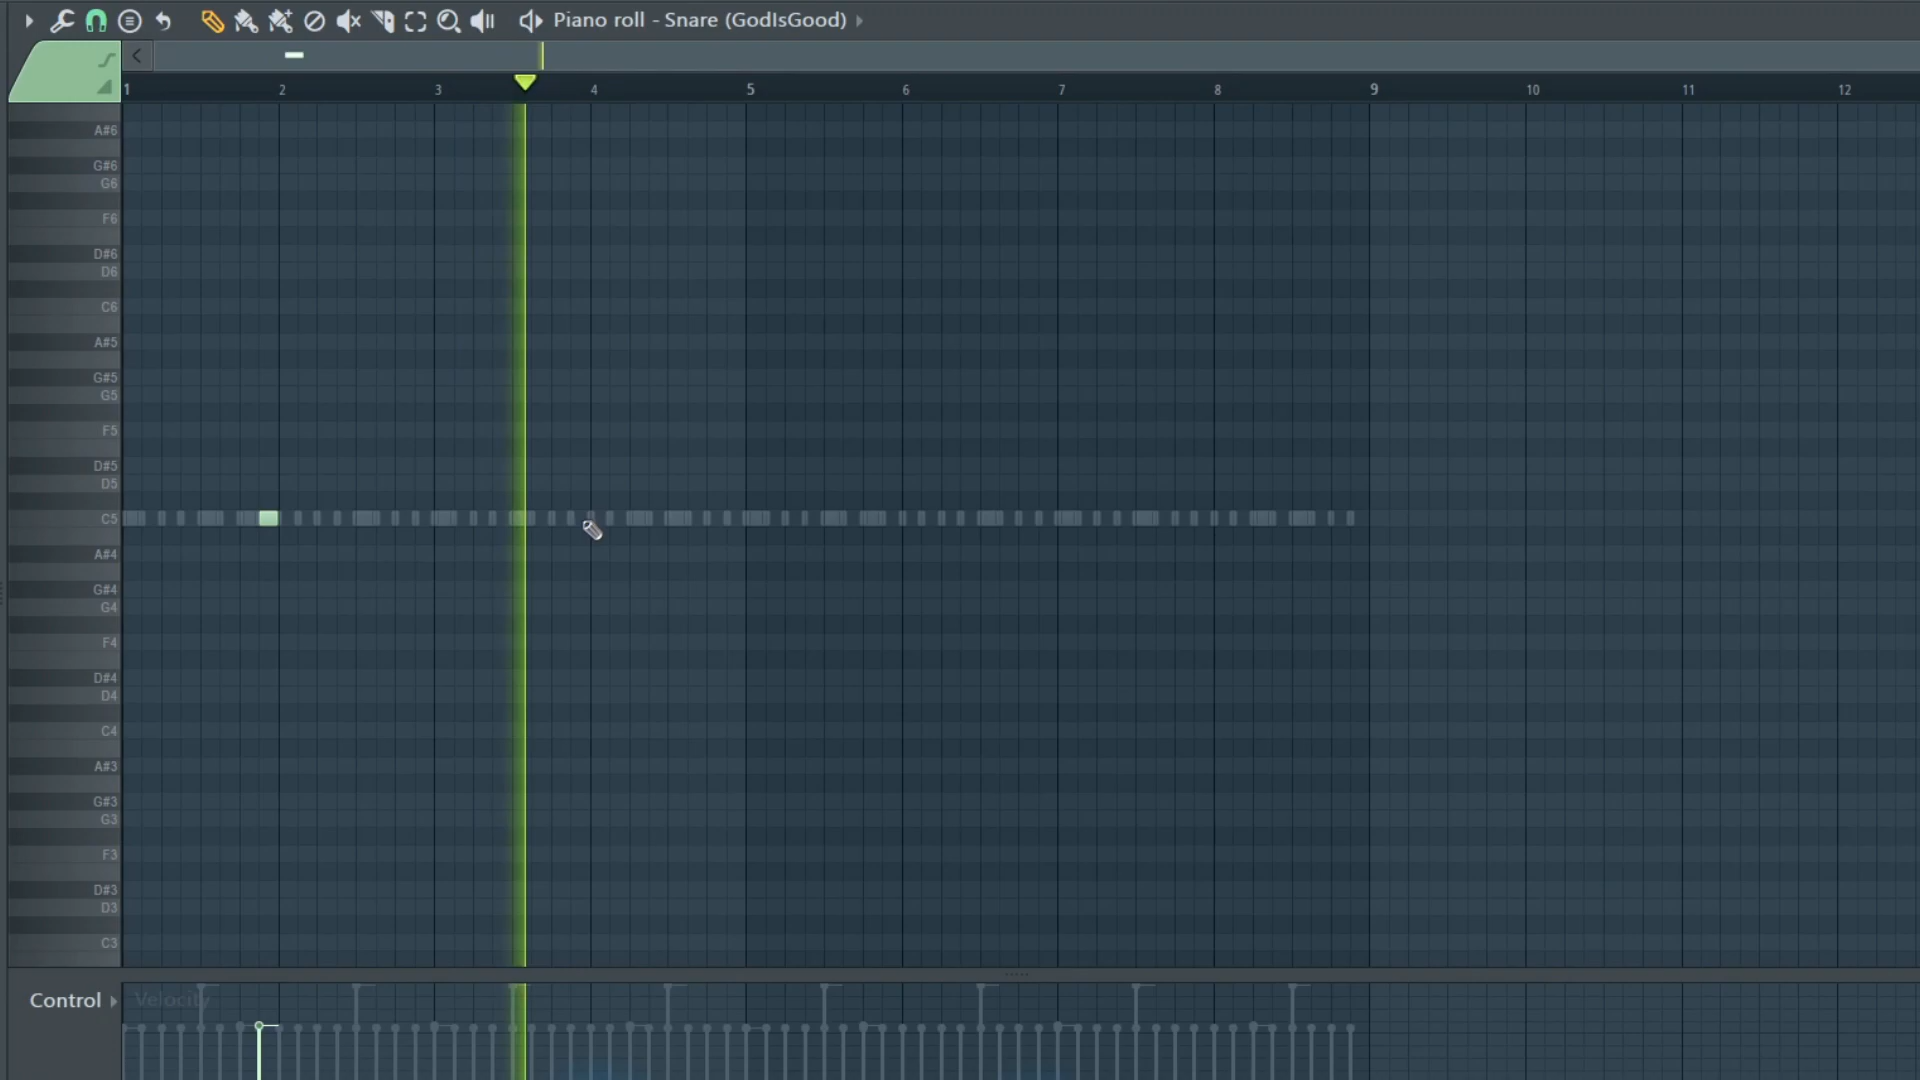 Piano roll - Snare (GodIsGood)
1 2 3 4 5 6 7 8 9 10 11 12
A#6
G#6
G6
F6
D#6
D6
C6
A#5
G#5
G5
F5
D#5
D5
C5
A#4
G#4
G4
F4
D#4
D4
C4
A#3
G#3
G3
F3
D#3
D3
C3
Control Velocity